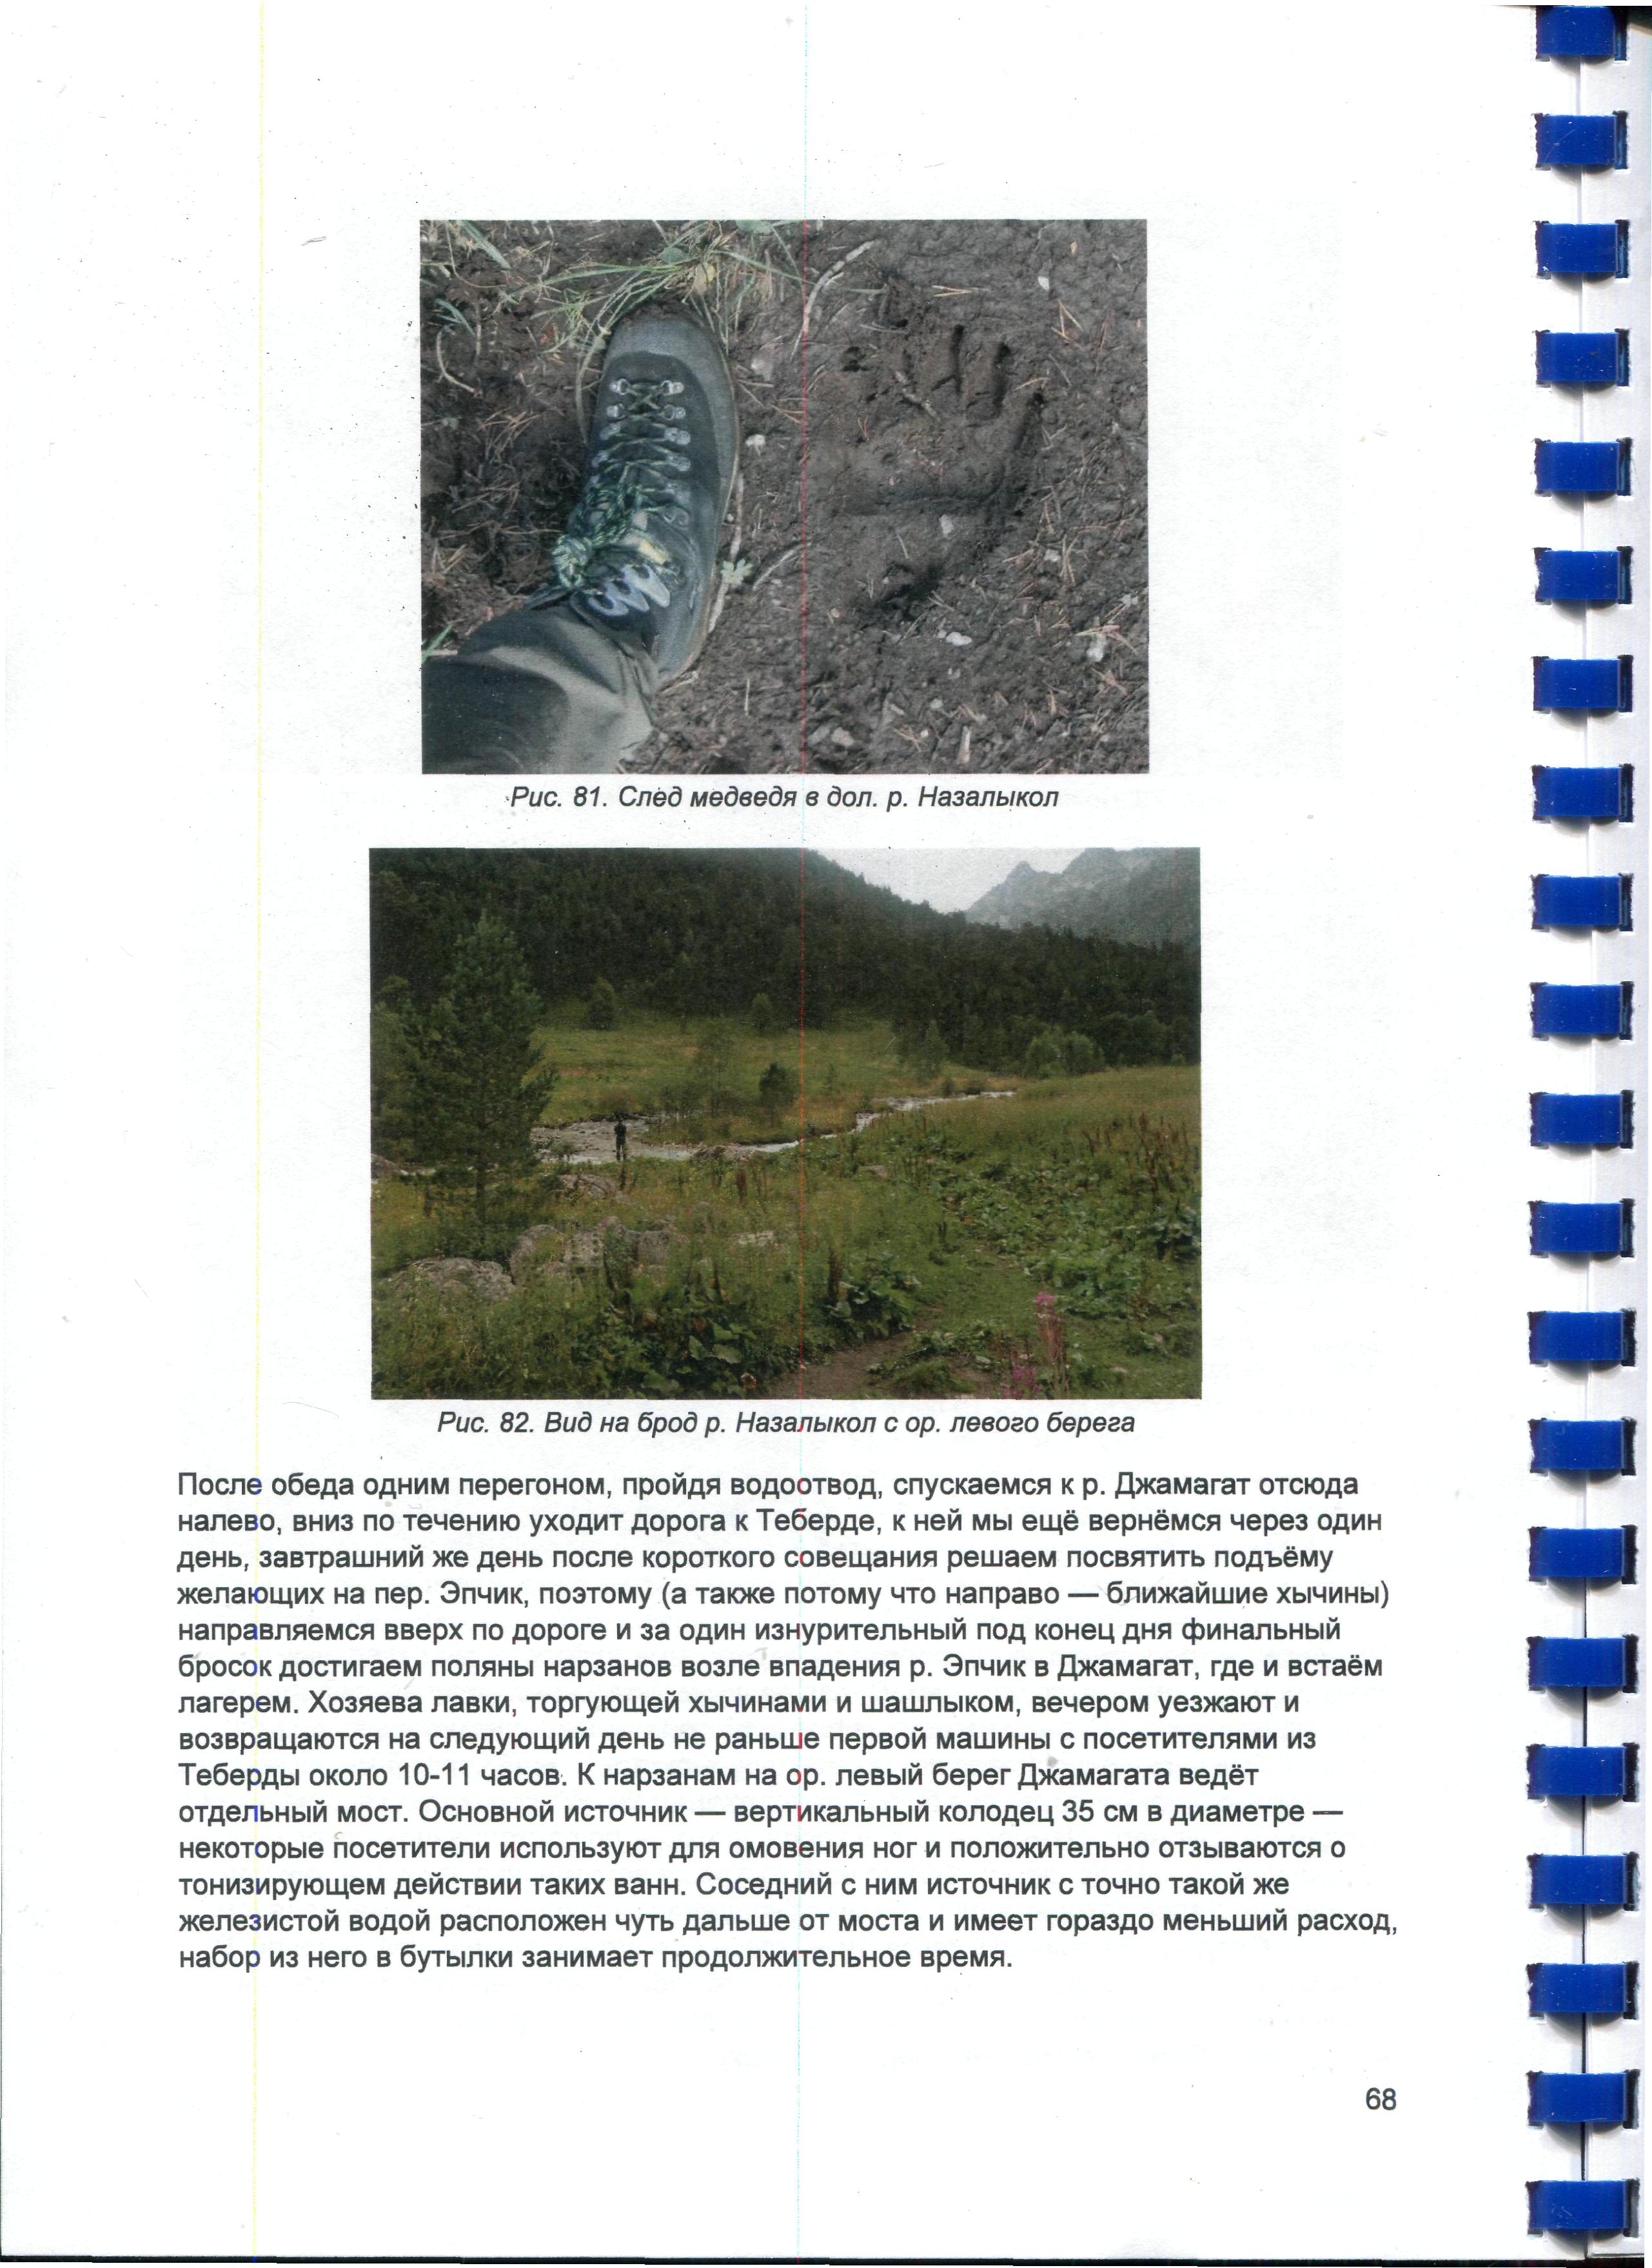 Рис. 81. След медведя в дол. р. Назалыкол
Рис. 82. Вид на брод р. Назалыкол с ор. левого берега
После обеда одним перегоном, пройдя водоотвод, спускаемся к р. Джамагат отсюда
налево, вниз по течению уходит дорога к Теберде, к ней мы ещё вернёмся через один
день, завтрашний же день после короткого совещания решаем посвятить подъёму
желающих на пер. Эпчик, поэтому (а также потому что направо — ближайшие хычины)
направляемся вверх по дороге и за один изнурительный под конец дня финальный
бросок достигаем поляны нарзанов возле впадения р. Эпчик в Джамагат, где и встаём
лагерем. Хозяева лавки, торгующей хычинами и шашлыком, вечером уезжают и
возвращаются на следующий день не раньше первой машины с посетителями из
Теберды около 10-11 часов. К нарзанам на ор. левый берег Джамагата ведёт
отдельный мост. Основной источник — вертикальный колодец 35 см в диаметре —
некоторые посетители используют для омовения ног и положительно отзываются о
тонизирующем действии таких ванн. Соседний с ним источник с точно такой же
железистой водой расположен чуть дальше от моста и имеет гораздо меньший расход,
набор из него в бутылки занимает продолжительное время.
68